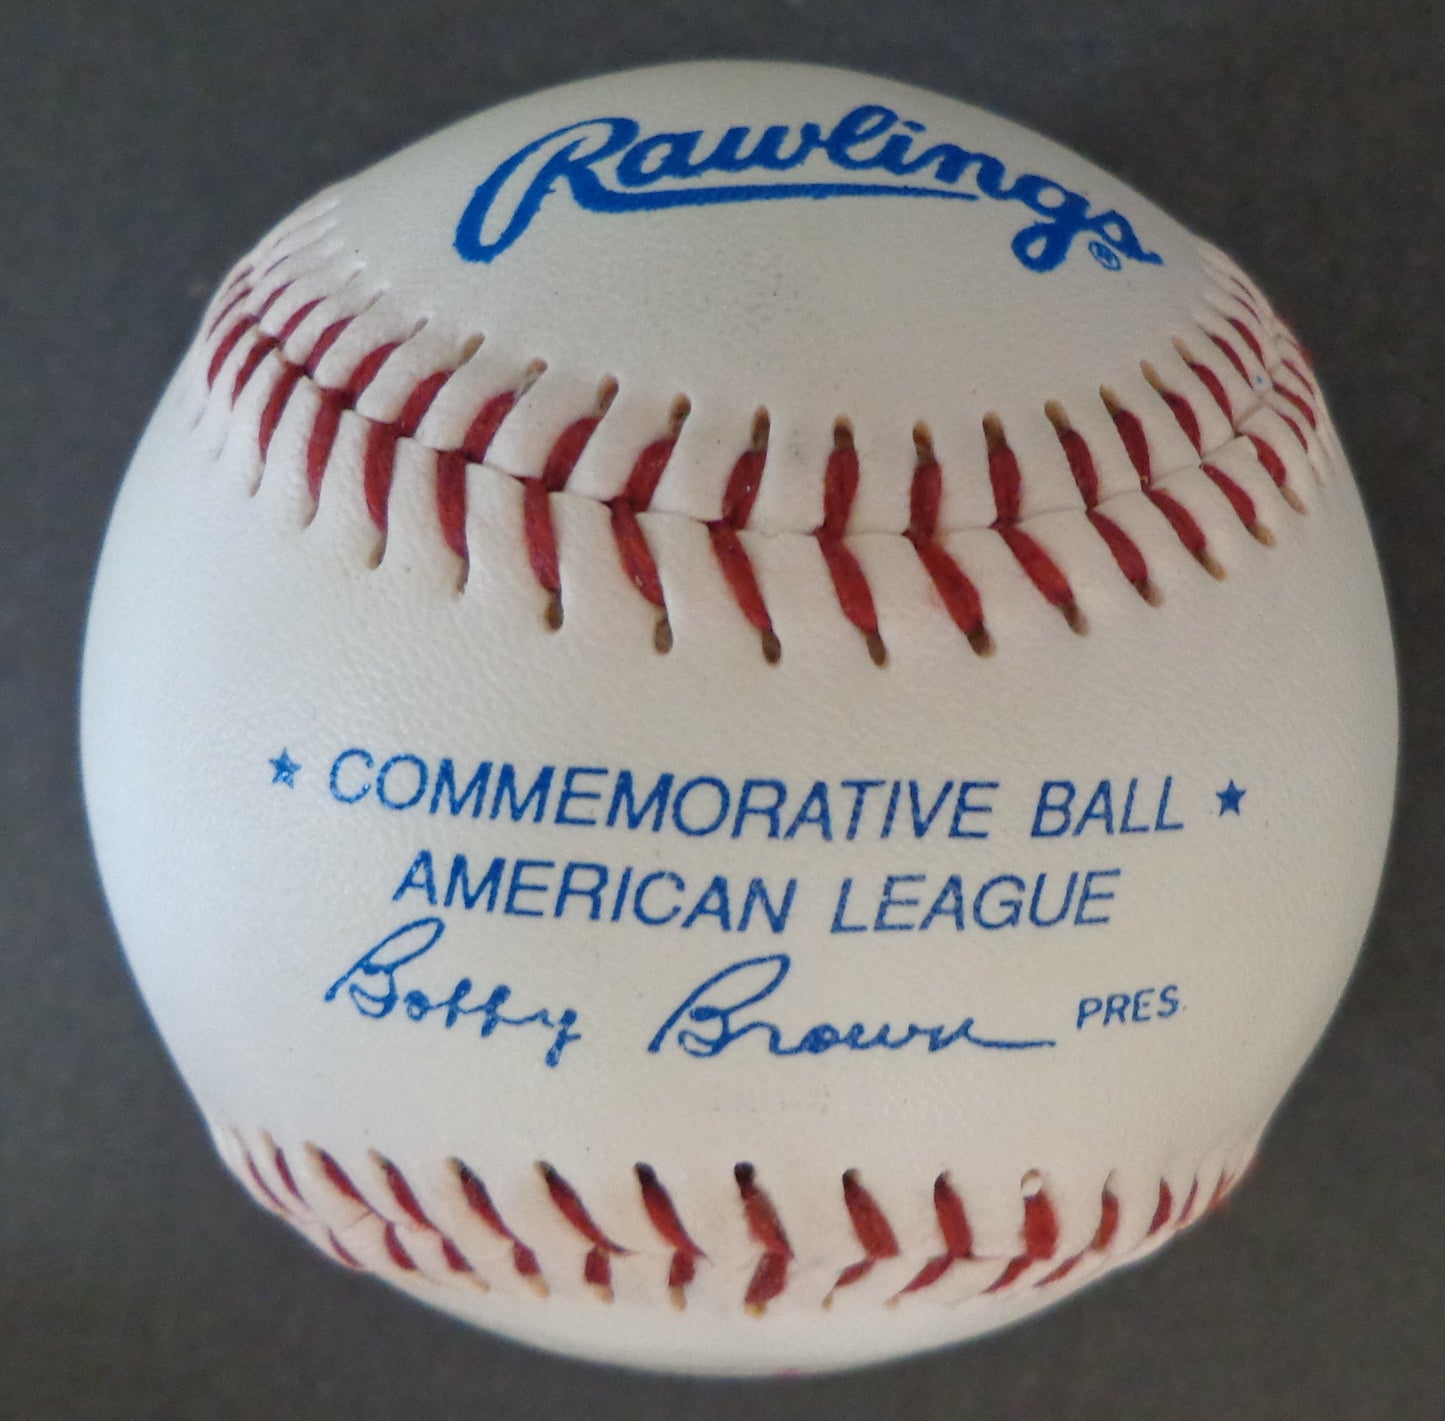 Rawlings®
★ COMMEMORATIVE BALL ★
AMERICAN LEAGUE
Bobby Brown PRES.